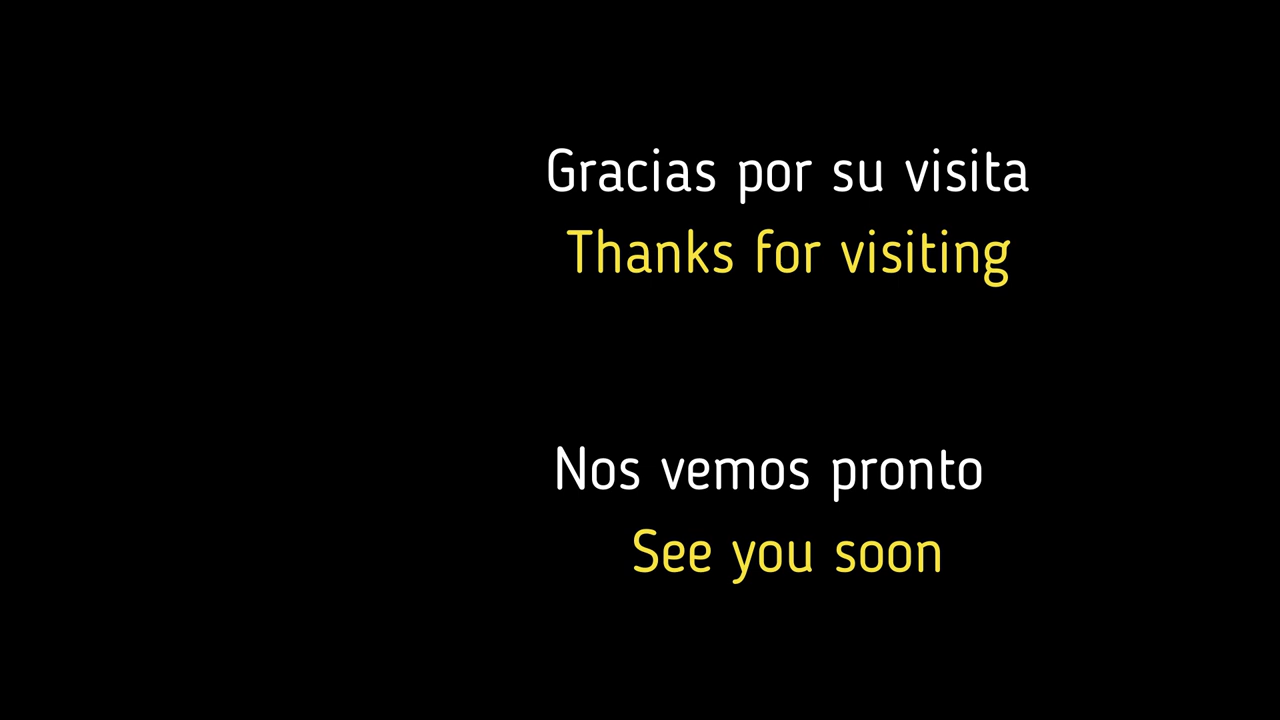 Gracias por su visita
Thanks for visiting
Nos vemos pronto
See you soon